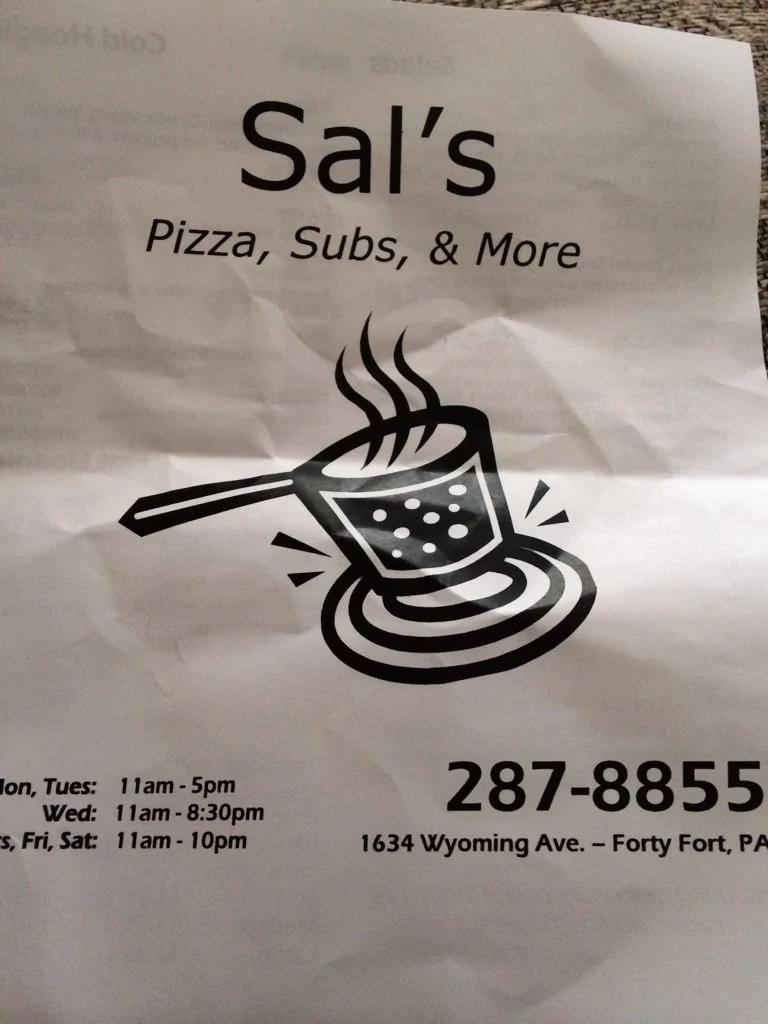 Sal's
Pizza, Subs, & More
Mon, Tues: 11am - 5pm
Wed: 11am - 8:30pm
s, Fri, Sat: 11am - 10pm
287-8855
1634 Wyoming Ave. – Forty Fort, PA